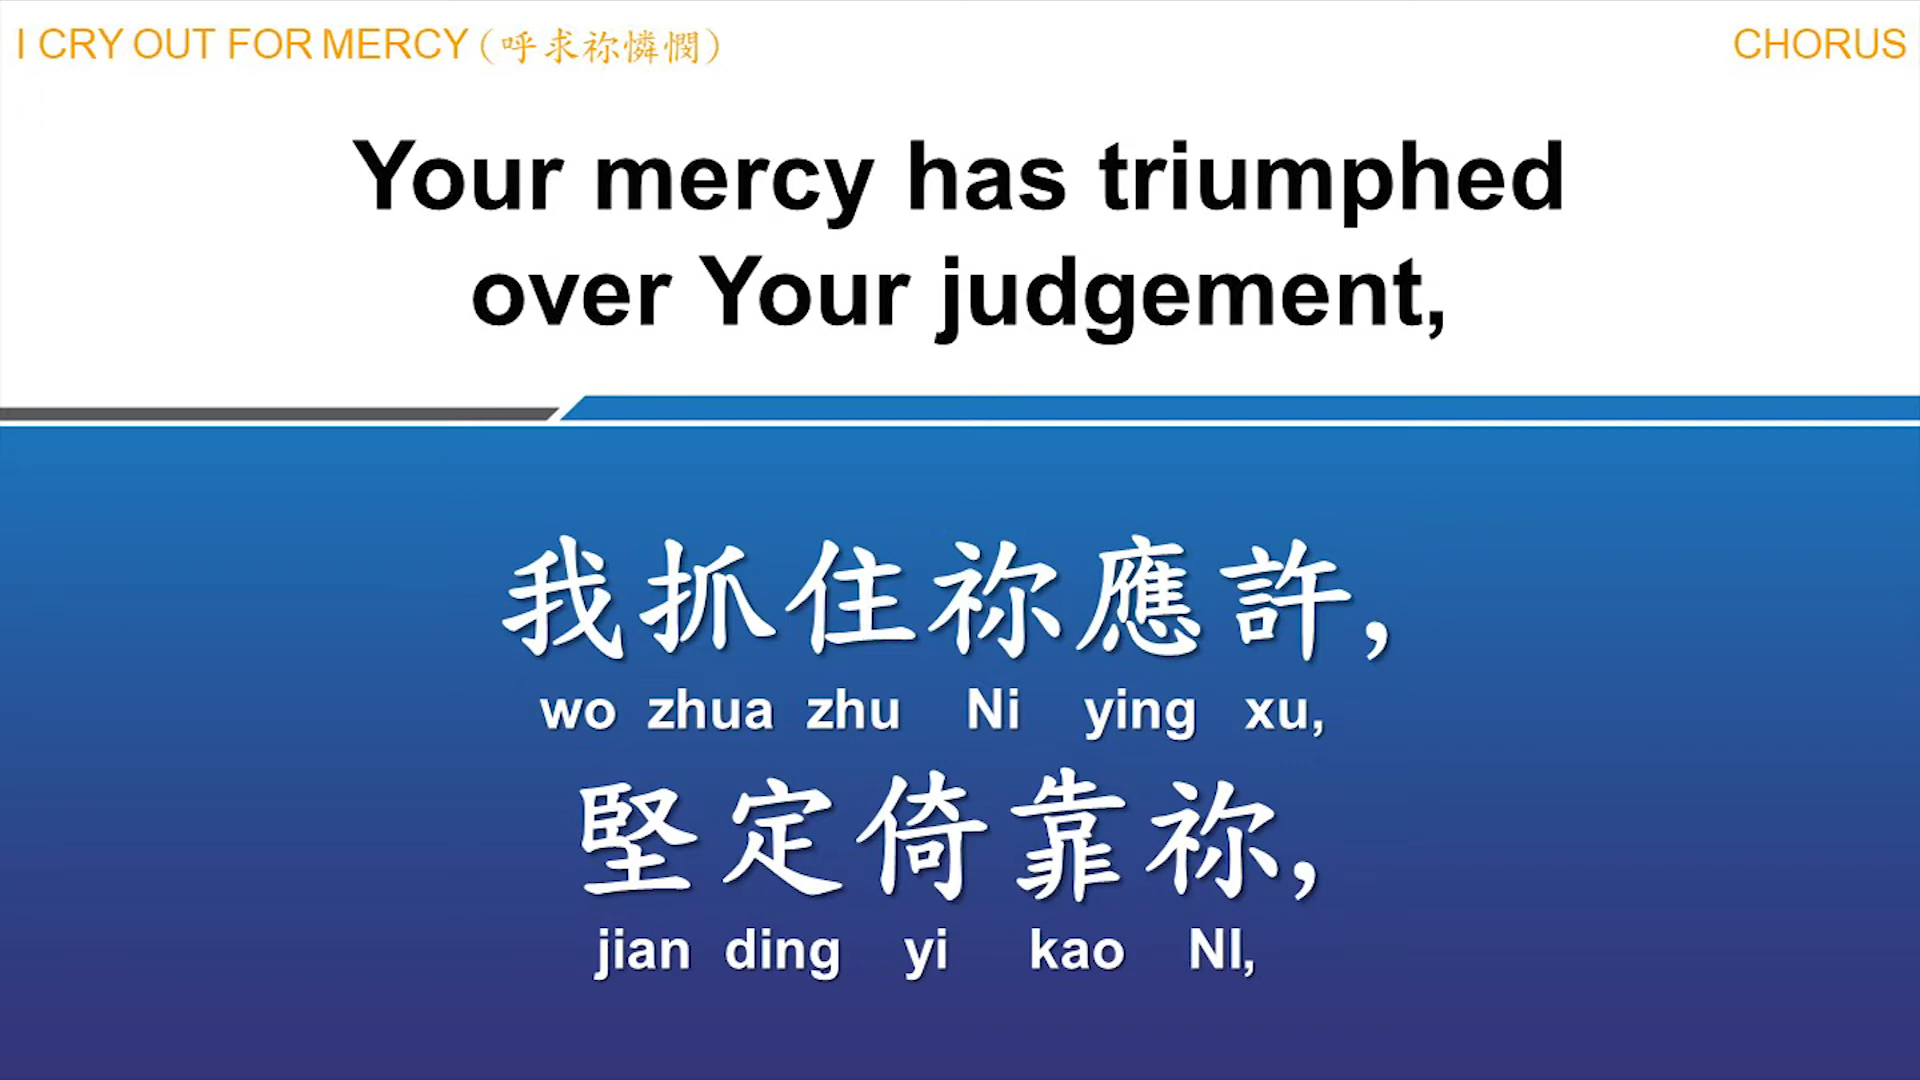 I CRY OUT FOR MERCY (呼求祢憐憫)
CHORUS
Your mercy has triumphed
over Your judgement,
我抓住祢應許,
wo zhua zhu Ni ying xu,
堅定倚靠祢,
jian ding yi kao NI,